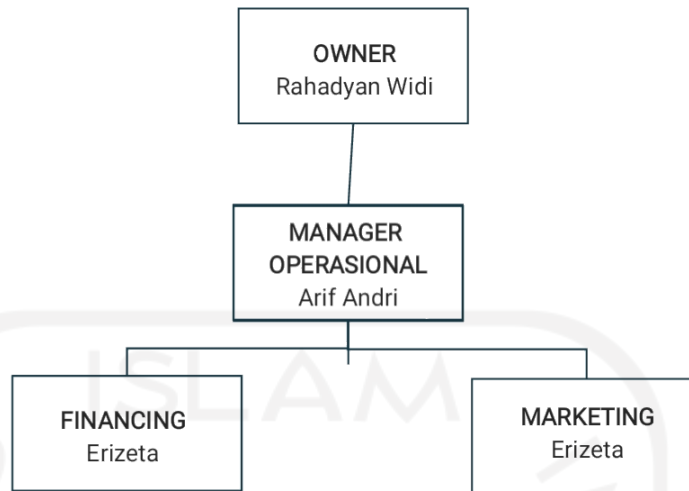 OWNER
Rahadyan Widi
MANAGER
OPERASIONAL
Arif Andri
FINANCING
Erizeta
MARKETING
Erizeta
ISLAM